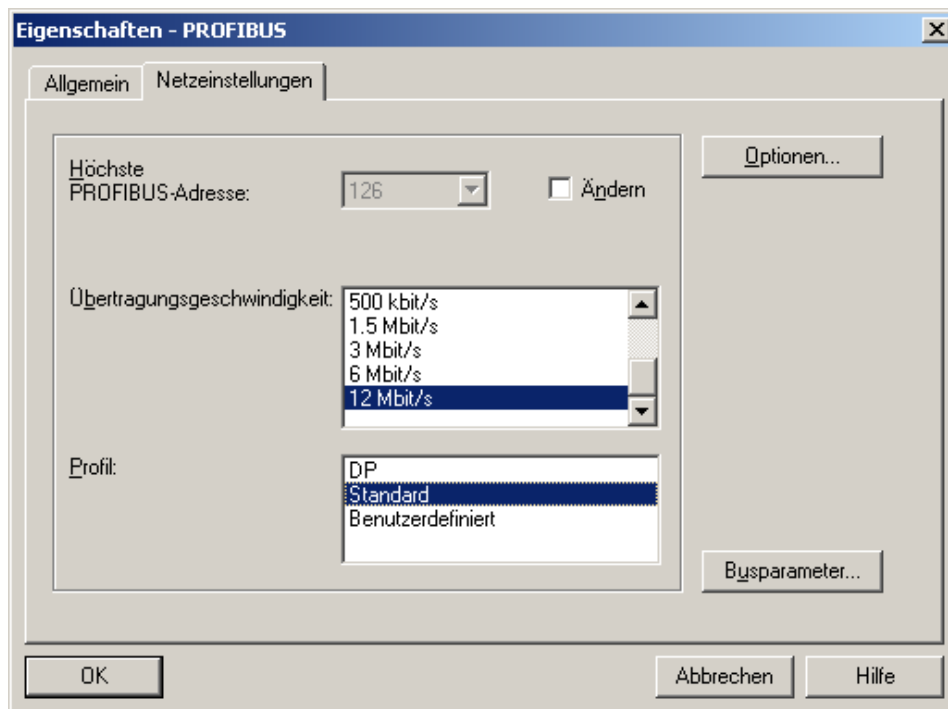 Eigenschaften - PROFIBUS
Allgemein
Netzeinstellungen
Höchste
PROFIBUS-Adresse:
126
Ändern
Optionen...
Übertragungsgeschwindigkeit:
500 kbit/s
1.5 Mbit/s
3 Mbit/s
6 Mbit/s
12 Mbit/s
Profil:
DP
Standard
Benutzerdefiniert
Busparameter...
OK
Abbrechen
Hilfe